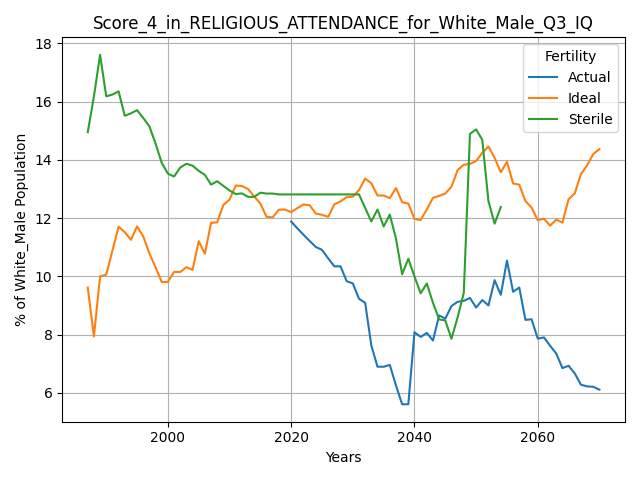 Score_4_in_RELIGIOUS_ATTENDANCE_for_White_Male_Q3_IQ
Fertility
Actual
Ideal
Sterile
% of White_Male Population
18
16
14
12
10
8
6
2000
2020
2040
2060
Years